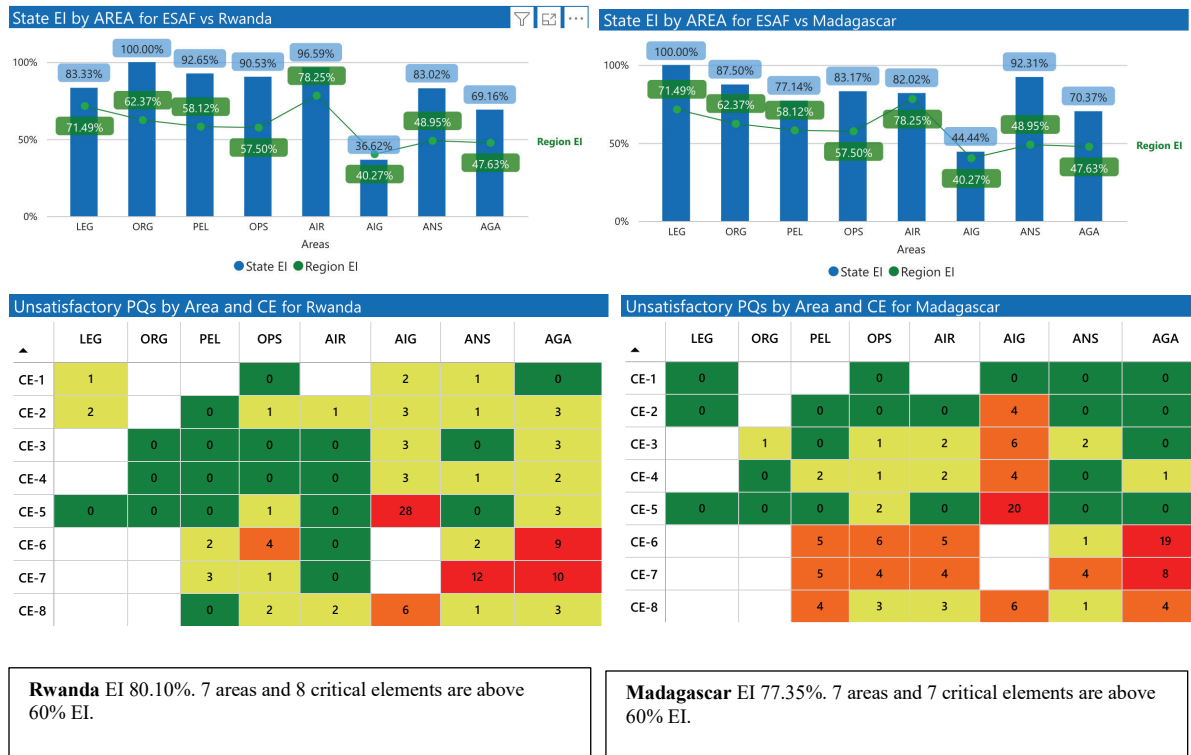 State EI by AREA for ESAF vs Rwanda
100%
50%
0%
83.33%
100.00%
92.65%
90.53%
96.59%
36.62%
83.02%
69.16%
71.49%
62.37%
58.12%
57.50%
78.25%
40.27%
48.95%
47.63%
Region EI
LEG ORG PEL OPS AIR AIG ANS AGA
Areas
State EI Region EI
State EI by AREA for ESAF vs Madagascar
100%
50%
0%
100.00%
87.50%
77.14%
83.17%
82.02%
44.44%
92.31%
70.37%
71.49%
62.37%
58.12%
57.50%
78.25%
40.27%
48.95%
47.63%
Region EI
LEG ORG PEL OPS AIR AIG ANS AGA
Areas
State EI Region EI
Unsatisfactory PQs by Area and CE for Rwanda
LEG ORG PEL OPS AIR AIG ANS AGA
CE-1 1 0 2 1 0
CE-2 2 0 1 1 3 1 3
CE-3 0 0 0 0 3 0 3
CE-4 0 0 0 0 3 1 2
CE-5 0 0 0 1 0 28 0 3
CE-6 2 4 0 2 9
CE-7 3 1 0 12 10
CE-8 0 2 2 6 1 3
Unsatisfactory PQs by Area and CE for Madagascar
LEG ORG PEL OPS AIR AIG ANS AGA
CE-1 0 0 0 0 0
CE-2 0 0 0 0 4 0 0
CE-3 1 0 1 2 6 2 0
CE-4 0 2 1 2 4 0 1
CE-5 0 0 0 2 0 20 0 0
CE-6 5 6 5 1 19
CE-7 5 4 4 4 8
CE-8 4 3 3 6 1 4
Rwanda EI 80.10%. 7 areas and 8 critical elements are above
60% EI.
Madagascar EI 77.35%. 7 areas and 7 critical elements are above
60% EI.